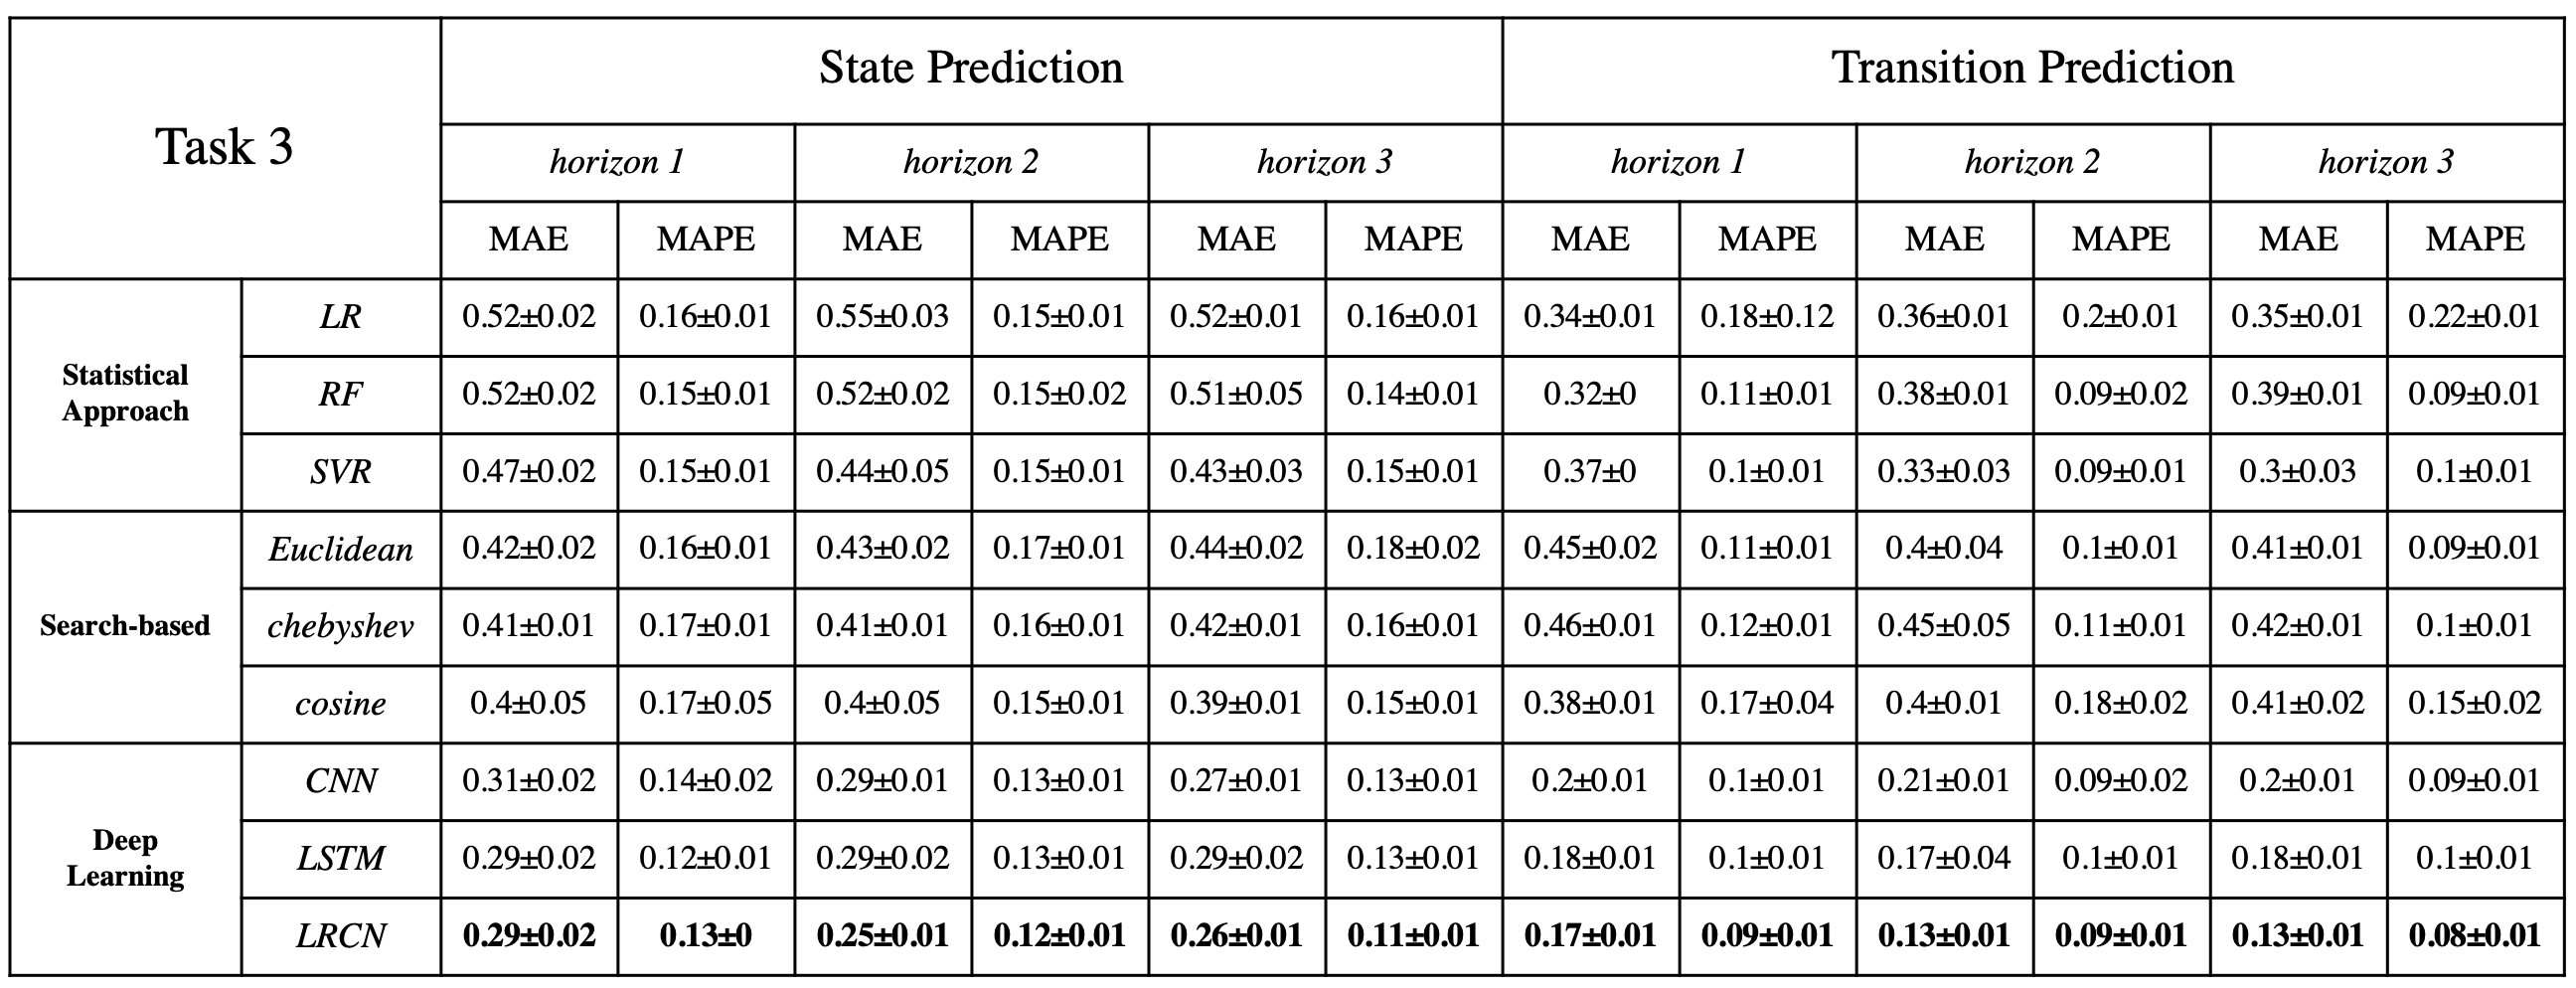 Task 3 State Prediction Transition Prediction
horizon 1 horizon 2 horizon 3 horizon 1 horizon 2 horizon 3
MAE MAPE MAE MAPE MAE MAPE MAE MAPE MAE MAPE MAE MAPE
Statistical
Approach
LR 0.52±0.02 0.16±0.01 0.55±0.03 0.15±0.01 0.52±0.01 0.16±0.01 0.34±0.01 0.18±0.12 0.36±0.01 0.2±0.01 0.35±0.01 0.22±0.01
RF 0.52±0.02 0.15±0.01 0.52±0.02 0.15±0.02 0.51±0.05 0.14±0.01 0.32±0 0.11±0.01 0.38±0.01 0.09±0.02 0.39±0.01 0.09±0.01
SVR 0.47±0.02 0.15±0.01 0.44±0.05 0.15±0.01 0.43±0.03 0.15±0.01 0.37±0 0.1±0.01 0.33±0.03 0.09±0.01 0.3±0.03 0.1±0.01
Search-based
Euclidean 0.42±0.02 0.16±0.01 0.43±0.02 0.17±0.01 0.44±0.02 0.18±0.02 0.45±0.02 0.11±0.01 0.4±0.04 0.1±0.01 0.41±0.01 0.09±0.01
chebyshev 0.41±0.01 0.17±0.01 0.41±0.01 0.16±0.01 0.42±0.01 0.16±0.01 0.46±0.01 0.12±0.01 0.45±0.05 0.11±0.01 0.42±0.01 0.1±0.01
cosine 0.4±0.05 0.17±0.05 0.4±0.05 0.15±0.01 0.39±0.01 0.15±0.01 0.38±0.01 0.17±0.04 0.4±0.01 0.18±0.02 0.41±0.02 0.15±0.02
Deep
Learning
CNN 0.31±0.02 0.14±0.02 0.29±0.01 0.13±0.01 0.27±0.01 0.13±0.01 0.2±0.01 0.1±0.01 0.21±0.01 0.09±0.02 0.2±0.01 0.09±0.01
LSTM 0.29±0.02 0.12±0.01 0.29±0.02 0.13±0.01 0.29±0.02 0.13±0.01 0.18±0.01 0.1±0.01 0.17±0.04 0.1±0.01 0.18±0.01 0.1±0.01
LRCN 0.29±0.02 0.13±0 0.25±0.01 0.12±0.01 0.26±0.01 0.11±0.01 0.17±0.01 0.09±0.01 0.13±0.01 0.09±0.01 0.13±0.01 0.08±0.01